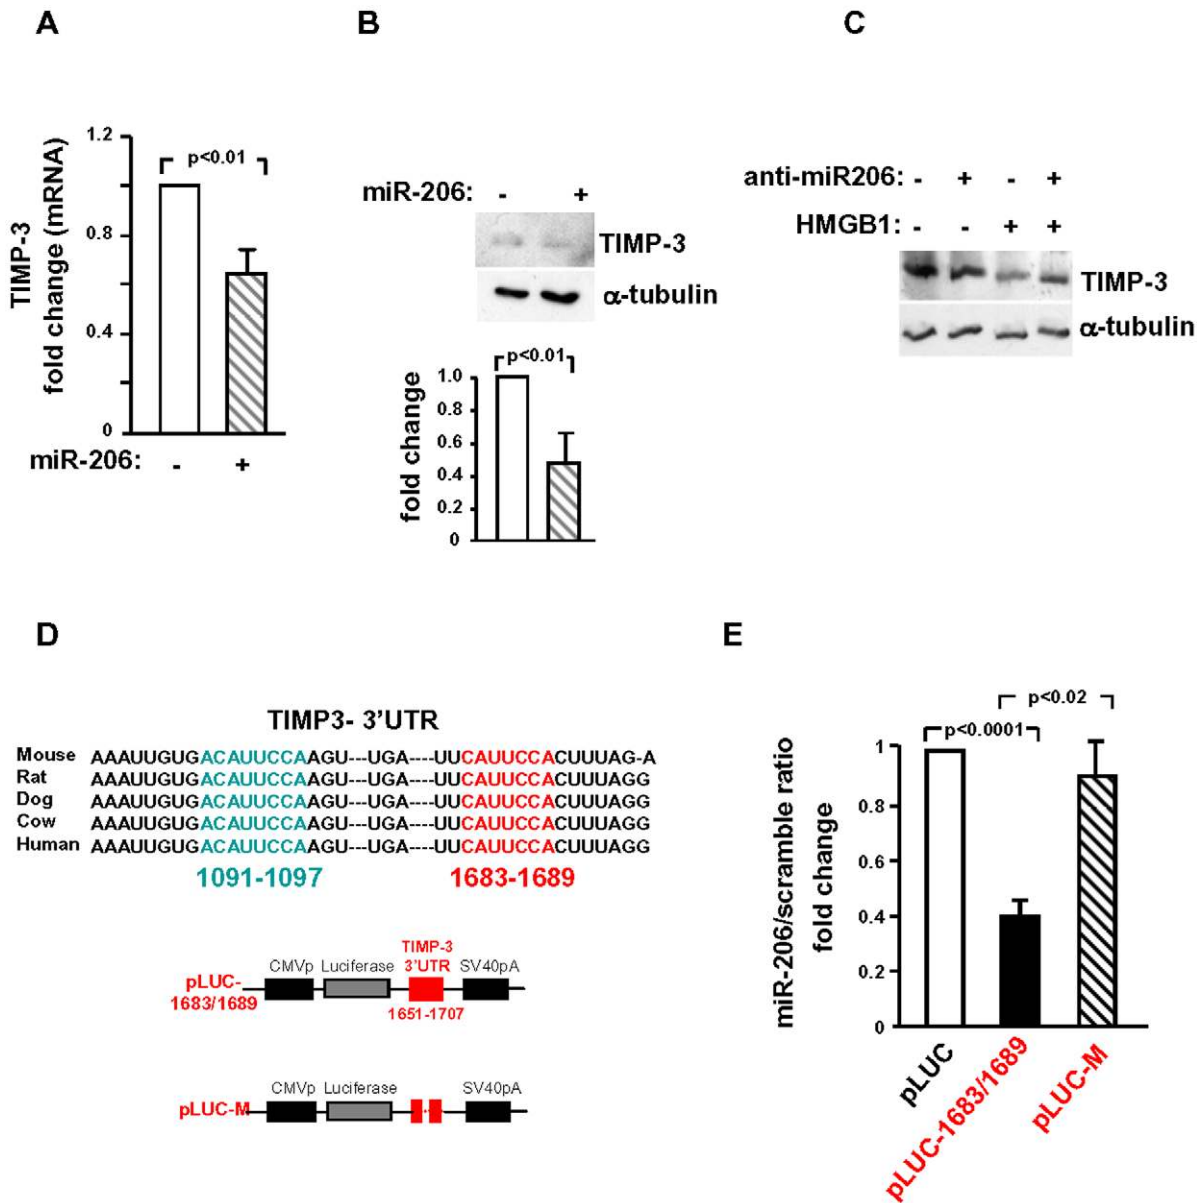 A
TIMP-3
fold change (mRNA)
1.2
0.8
0.4
0
p<0.01
miR-206: - +
B
miR-206: - +
TIMP-3
α-tubulin
fold change
1.0
0.8
0.6
0.4
0.2
0
p<0.01
C
anti-miR206: - + - +
HMGB1: - - + +
TIMP-3
α-tubulin
D
TIMP3- 3'UTR
Mouse AAAUUGUGACAUUCCAAGU---UGA----UUCAUUCCACUUUAG-A
Rat AAAUUGUGACAUUCCAAGU---UGA----UUCAUUCCACUUUAGG
Dog AAAUUGUGACAUUCCAAGU---UGA----UUCAUUCCACUUUAGG
Cow AAAUUGUGACAUUCCAAGU---UGA----UUCAUUCCACUUUAGG
Human AAAUUGUGACAUUCCAAGU---UGA----UUCAUUCCACUUUAGG
1091-1097 1683-1689
pLUC-
1683/1689
CMVp Luciferase
TIMP-3
3'UTR
SV40pA
1651-1707
pLUC-M
CMVp Luciferase SV40pA
E
miR-206/scramble ratio
fold change
1
0.8
0.6
0.4
0.2
0
p<0.0001
p<0.02
pLUC
pLUC-1683/1689
pLUC-M